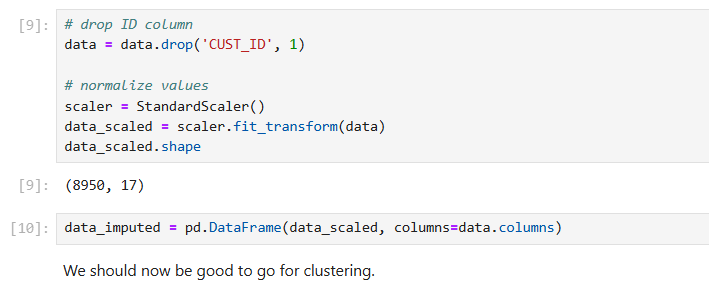 [9]: # drop ID column
data = data.drop('CUST_ID', 1)
# normalize values
scaler = StandardScaler()
data_scaled = scaler.fit_transform(data)
data_scaled.shape
[9]: (8950, 17)
[10]: data_imputed = pd.DataFrame(data_scaled, columns=data.columns)
We should now be good to go for clustering.